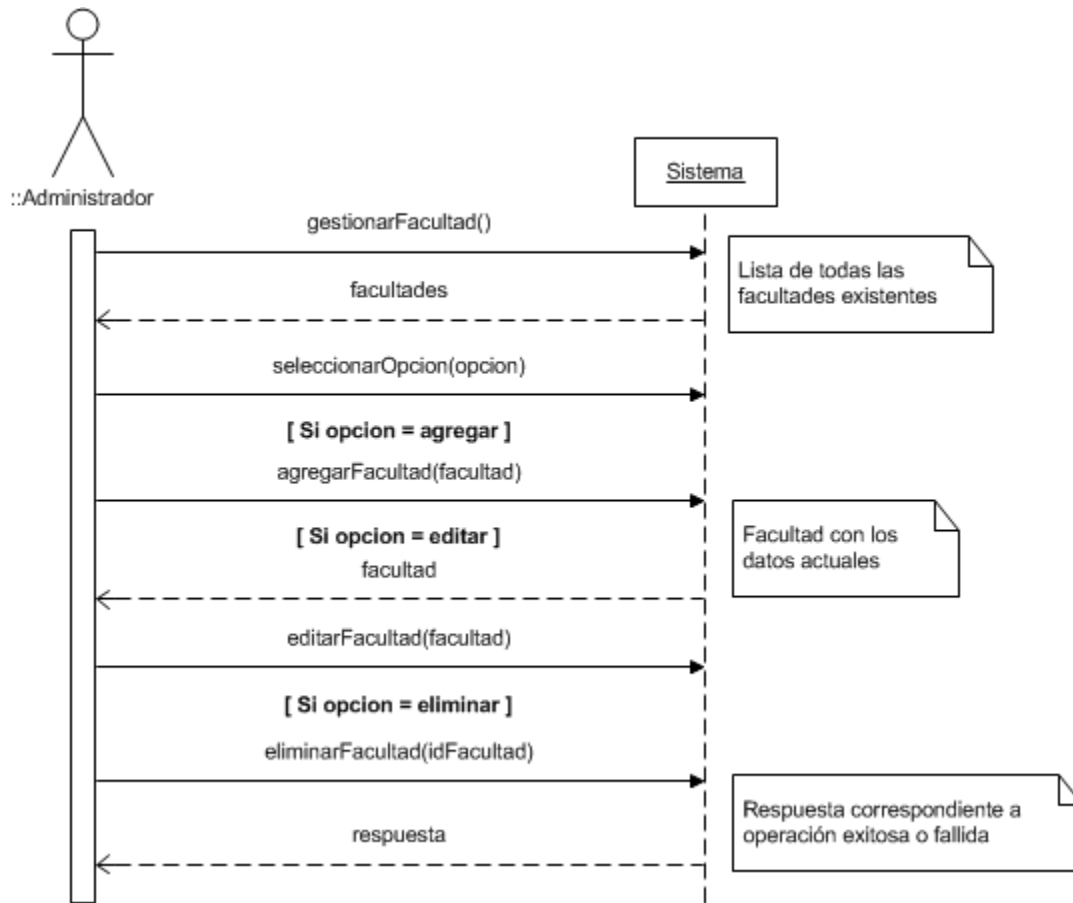 ::Administrador
Sistema
gestionarFacultad()
Lista de todas las
facultades existentes
facultades
seleccionarOpcion(opcion)
[ Si opcion = agregar ]
agregarFacultad(facultad)
[ Si opcion = editar ]
Facultad con los
datos actuales
facultad
editarFacultad(facultad)
[ Si opcion = eliminar ]
eliminarFacultad(idFacultad)
Respuesta correspondiente a
operación exitosa o fallida
respuesta